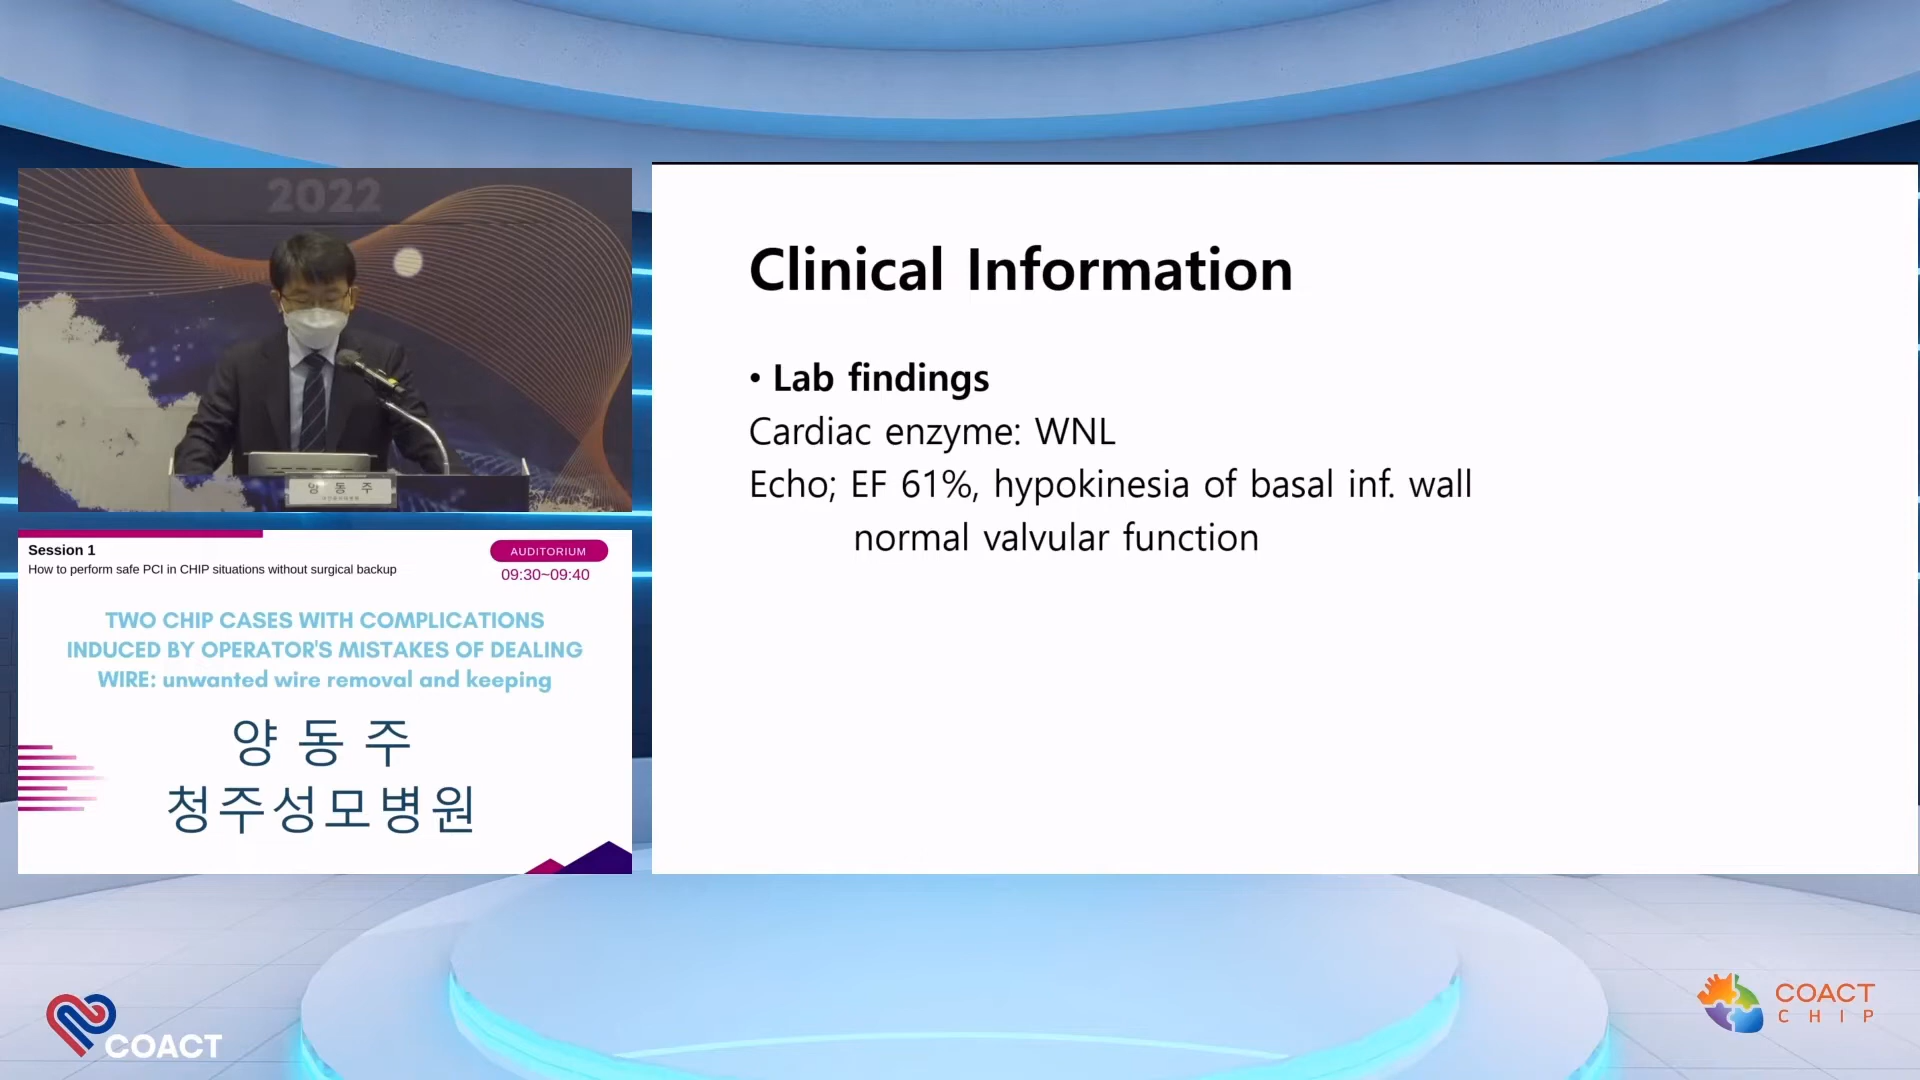 2022
양 동 주
Session 1
How to perform safe PCI in CHIP situations without surgical backup
AUDITORIUM
09:30~09:40
TWO CHIP CASES WITH COMPLICATIONS
INDUCED BY OPERATOR'S MISTAKES OF DEALING
WIRE: unwanted wire removal and keeping
양 동 주
청주성모병원
Clinical Information
• Lab findings
Cardiac enzyme: WNL
Echo; EF 61%, hypokinesia of basal inf. wall
normal valvular function
COACT
COACT
CHIP